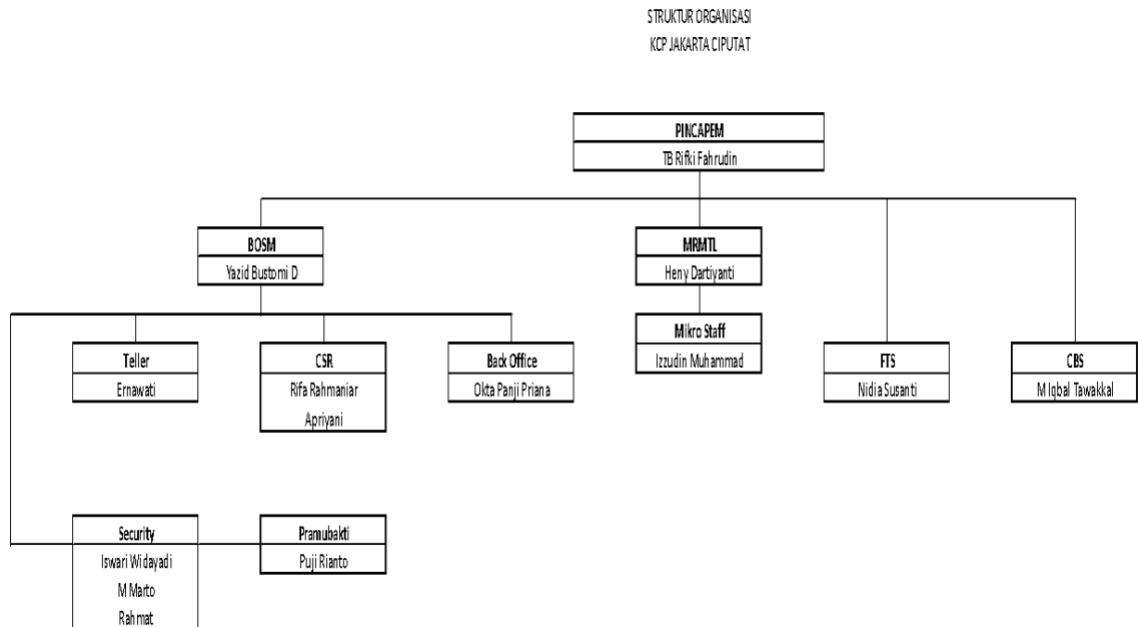 STRUKTUR ORGANISASI
KCP JAKARTA CIPUTAT
PINCAPEM
TB Rifki Fahrudin
BOSM
Yazid Bustomi D
MRMTL
Heny Dartiyanti
Mikro Staff
Izzudin Muhammad
Teller
Ernawati
CSR
Rifa Rahmaniar
Apriyani
Back Office
Okta Panji Priana
FTS
Nidia Susanti
CBS
M Iqbal Tawakkal
Security
Iswari Widayadi
M Marto
Rahmat
Pramubakti
Puji Rianto